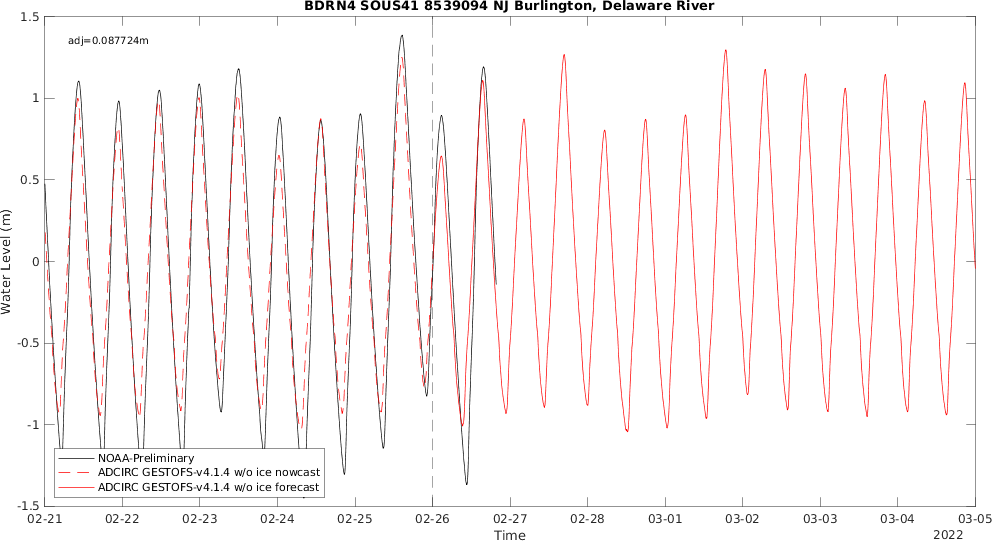 BDRN4 SOUS41 8539094 NJ Burlington, Delaware River
adj=0.087724m
1.5
1
0.5
0
-0.5
-1
-1.5
Water Level (m)
NOAA-Preliminary
ADCIRC GESTOFS-v4.1.4 w/o ice nowcast
ADCIRC GESTOFS-v4.1.4 w/o ice forecast
02-21 02-22 02-23 02-24 02-25 02-26 02-27 02-28 03-01 03-02 03-03 03-04 03-05
Time
2022